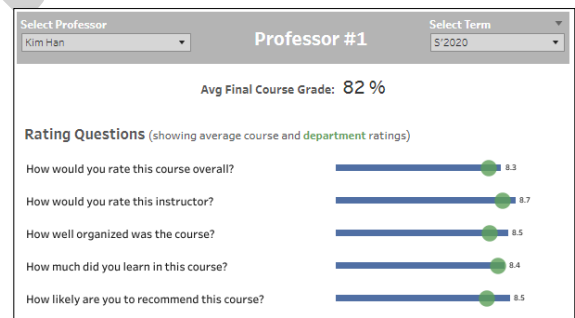 Select Professor
Kim Han
Professor #1
Select Term
S'2020
Avg Final Course Grade: 82 %
Rating Questions (showing average course and department ratings)
How would you rate this course overall? 8.3
How would you rate this instructor? 8.7
How well organized was the course? 8.5
How much did you learn in this course? 8.4
How likely are you to recommend this course? 8.5